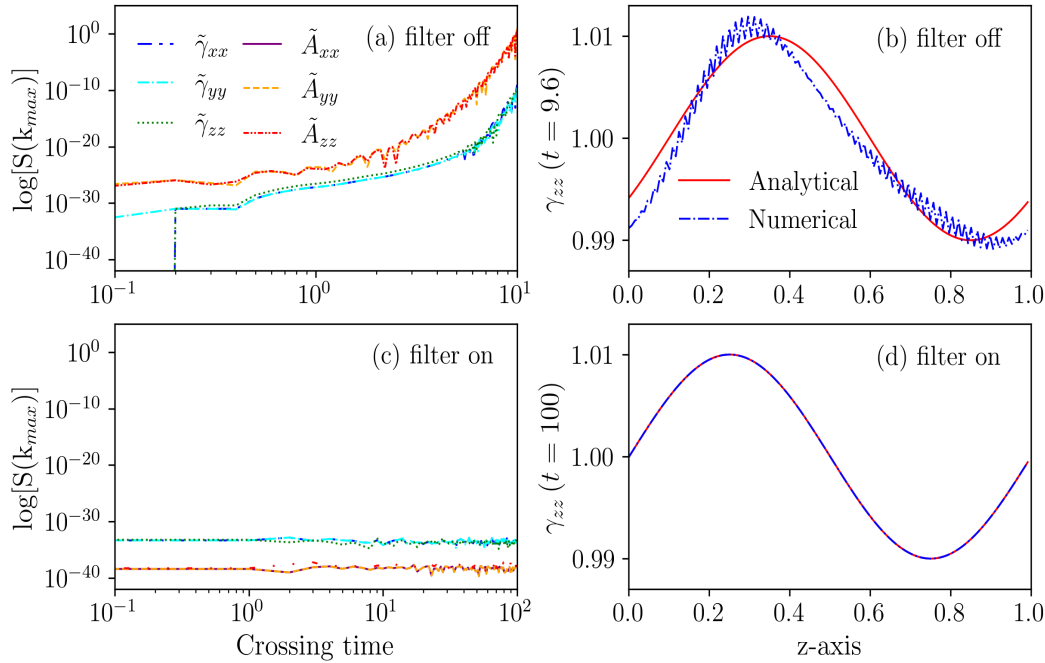 log[S(k_max)]
10^0
10^−10
10^−20
10^−30
10^−40
(a) filter off
γ̃_xx
Ã_xx
γ̃_yy
Ã_yy
γ̃_zz
Ã_zz
10^−1
10^0
10^1
γ_zz (t = 9.6)
1.01
1.00
0.99
(b) filter off
Analytical
Numerical
0.0
0.2
0.4
0.6
0.8
1.0
log[S(k_max)]
10^0
10^−10
10^−20
10^−30
10^−40
(c) filter on
10^−1
10^0
10^1
10^2
Crossing time
γ_zz (t = 100)
1.01
1.00
0.99
(d) filter on
0.0
0.2
0.4
0.6
0.8
1.0
z-axis